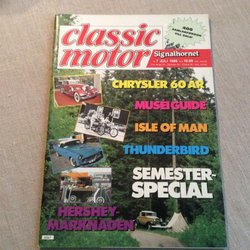 classic
motor
Signalhornet
CHRYSLER 60 ÅR
MUSEIGUIDE
ISLE OF MAN
THUNDERBIRD
SEMESTER-
SPECIAL
HERSHEY-
MARKNADEN